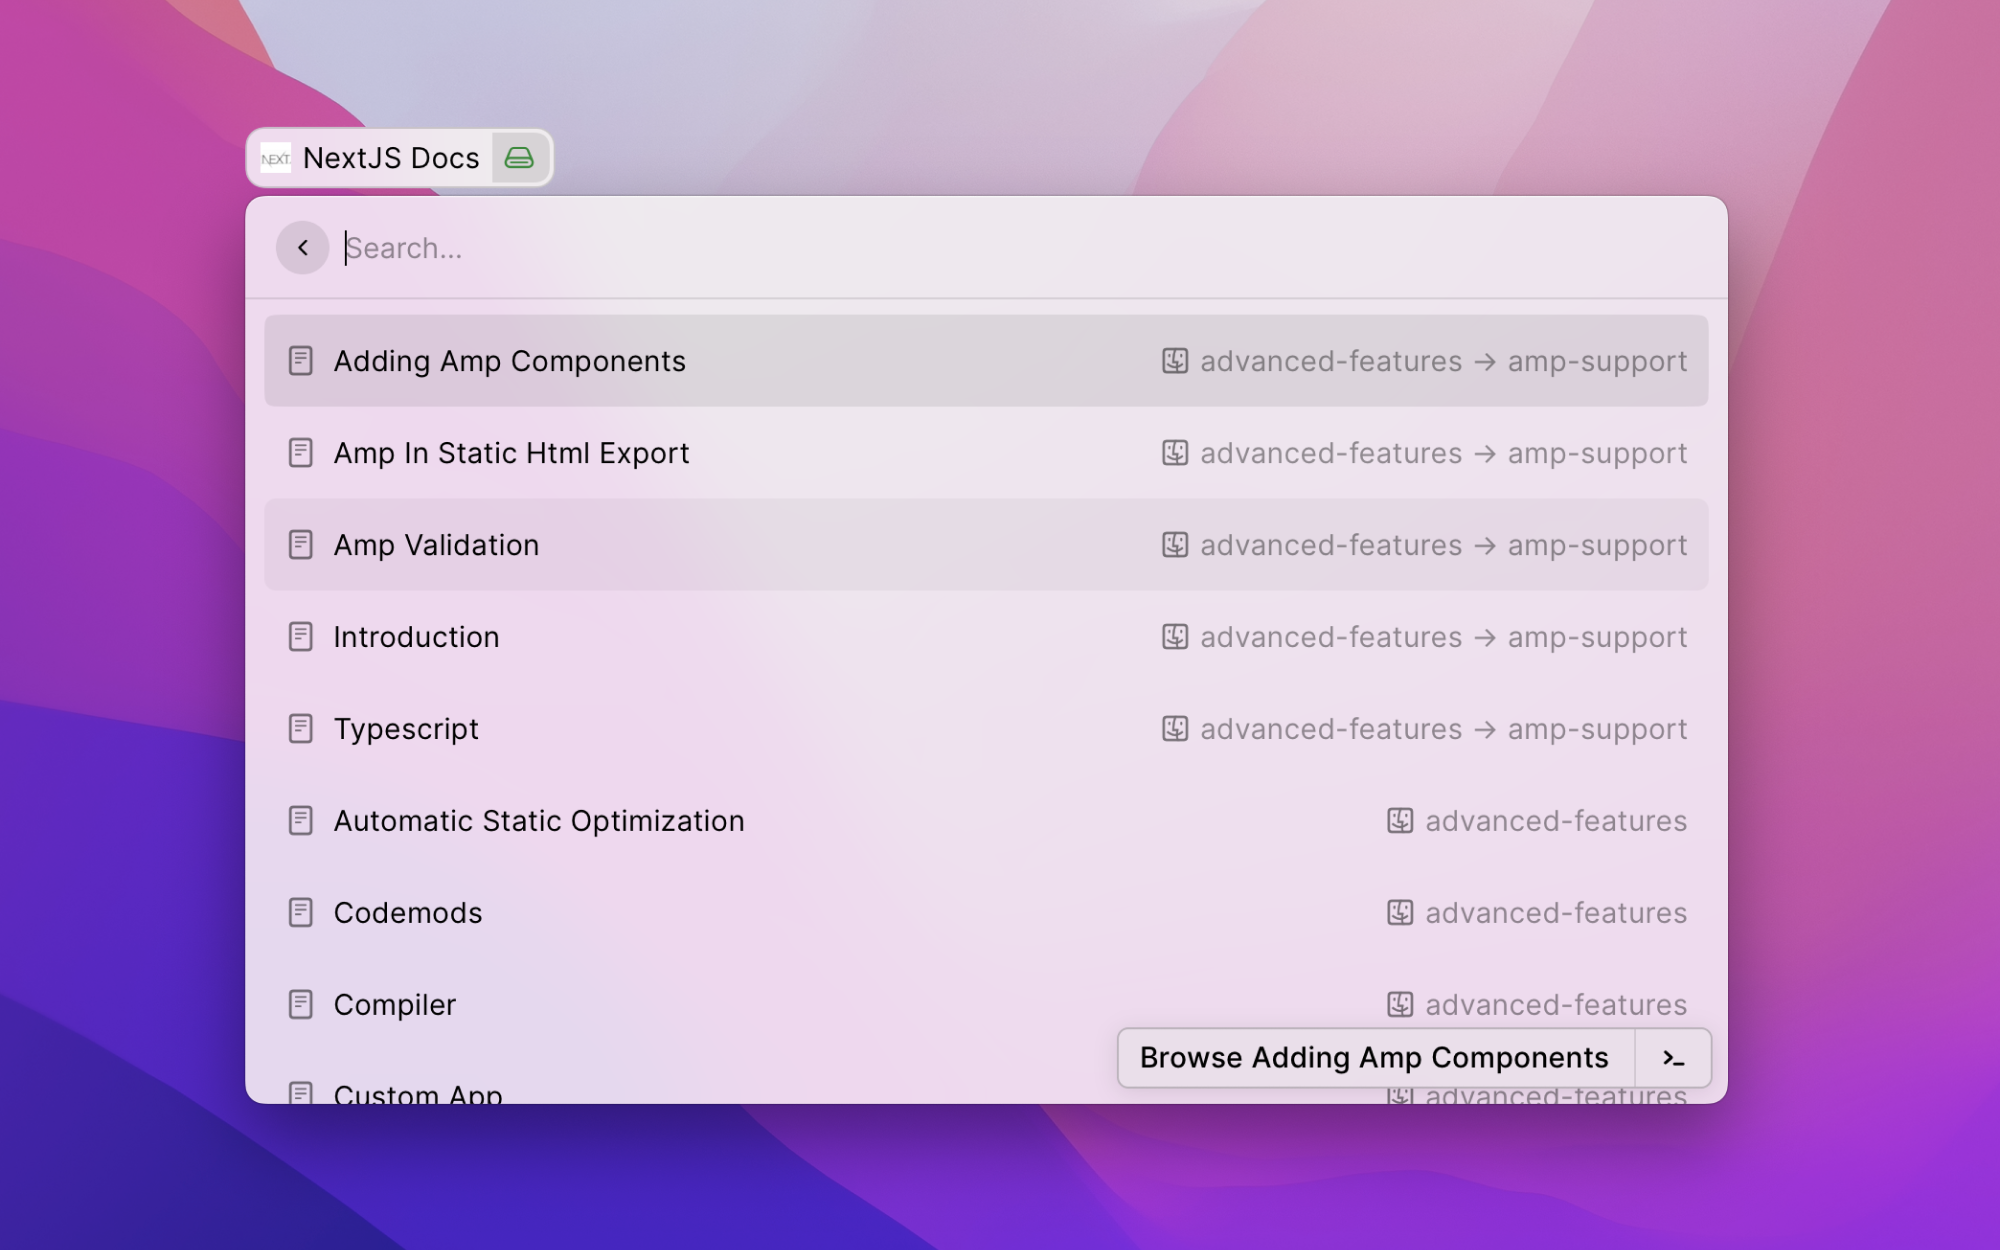 NEXT. NextJS Docs
Search...
Adding Amp Components advanced-features → amp-support
Amp In Static Html Export advanced-features → amp-support
Amp Validation advanced-features → amp-support
Introduction advanced-features → amp-support
Typescript advanced-features → amp-support
Automatic Static Optimization advanced-features
Codemods advanced-features
Compiler advanced-features
Browse Adding Amp Components >_
Custom App advanced-features